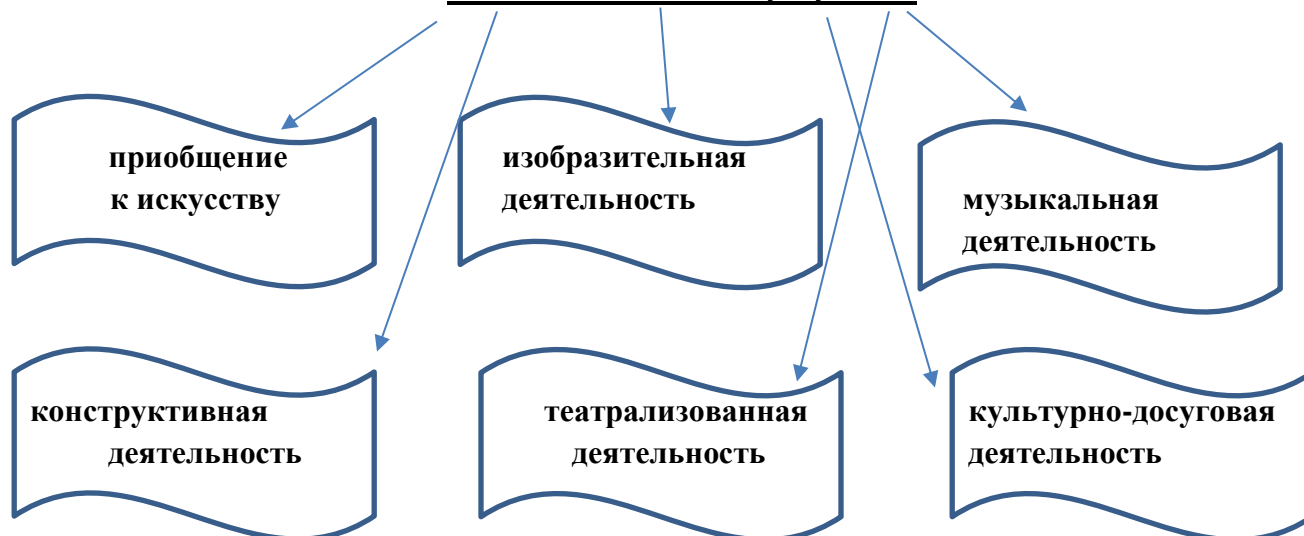 приобщение
к искусству
изобразительная
деятельность
музыкальная
деятельность
конструктивная
деятельность
театрализованная
деятельность
культурно-досуговая
деятельность